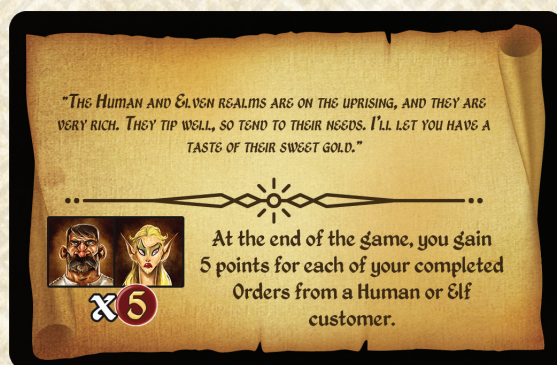 "The Human and Elven realms are on the uprising, and they are
very rich. They tip well, so tend to their needs. I'll let you have a
taste of their sweet gold."
At the end of the game, you gain
5 points for each of your completed
Orders from a Human or Elf
customer.
x5